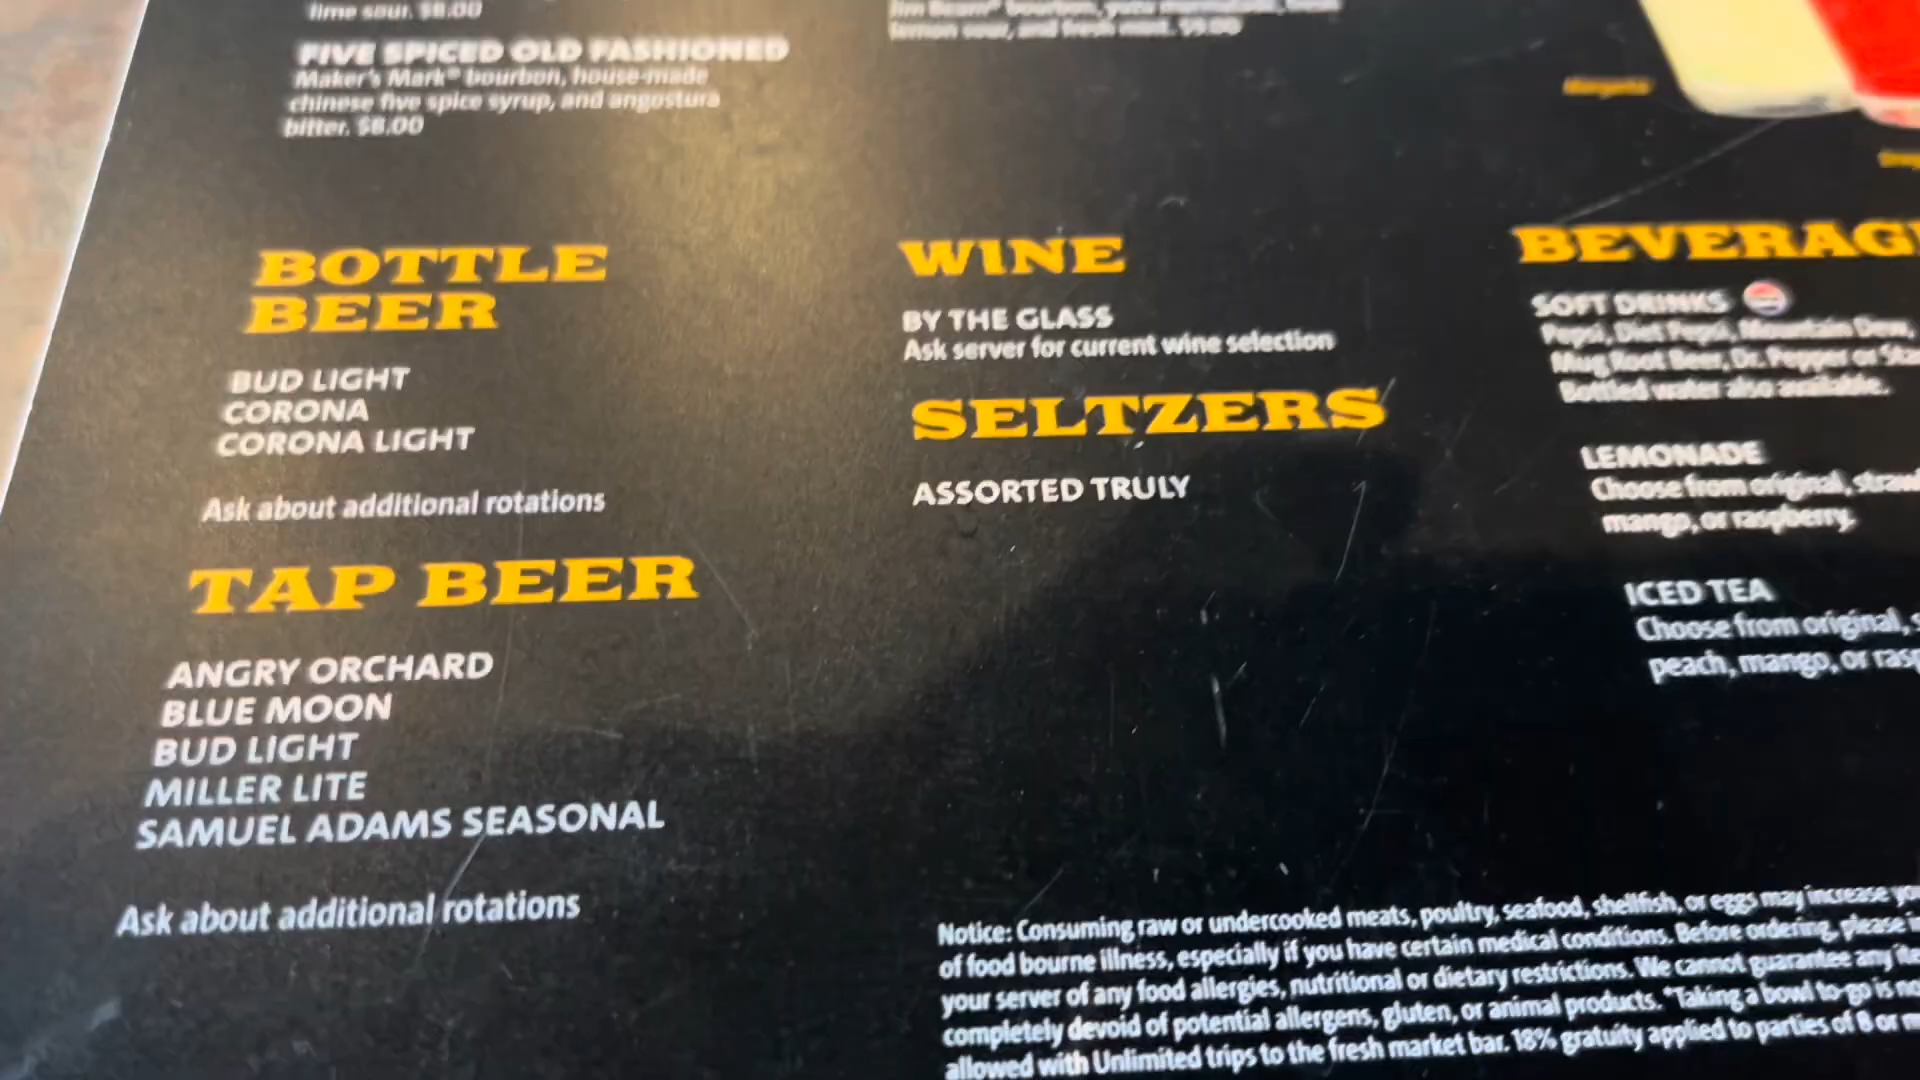 lime sour. $8.00
FIVE SPICED OLD FASHIONED
Maker's Mark® bourbon, house-made
chinese five spice syrup, and angostura
bitter. $8.00
Jim Beam® bourbon, yuzu
lemon sour, and fresh mint. $9.00
Margarita
BOTTLE
BEER
BUD LIGHT
CORONA
CORONA LIGHT
Ask about additional rotations
TAP BEER
ANGRY ORCHARD
BLUE MOON
BUD LIGHT
MILLER LITE
SAMUEL ADAMS SEASONAL
Ask about additional rotations
WINE
BY THE GLASS
Ask server for current wine selection
SELTZERS
ASSORTED TRULY
BEVERAG
SOFT DRINKS
Pepsi, Diet Pepsi, Mountain Dew,
Mug Root Beer, Dr. Pepper or
Bottled water also available.
LEMONADE
Choose from original,
mango, or raspberry.
ICED TEA
Choose from original,
peach, mango, or
Notice: Consuming raw or undercooked meats, poultry, seafood, shellfish, or eggs may increase
of food bourne illness, especially if you have certain medical conditions. Before ordering, please
your server of any food allergies, nutritional or dietary restrictions. We cannot guarantee any
completely devoid of potential allergens, gluten, or animal products. *Taking a bowl to-go is
allowed with Unlimited trips to the fresh market bar. 18% gratuity applied to parties of 8 or